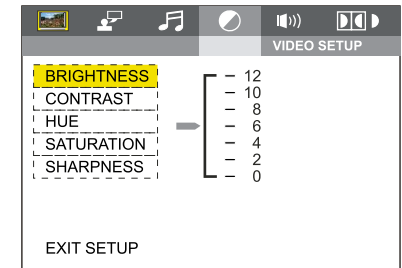 VIDEO SETUP
BRIGHTNESS
CONTRAST
HUE
SATURATION
SHARPNESS
– 12
– 10
– 8
– 6
– 4
– 2
– 0
EXIT SETUP